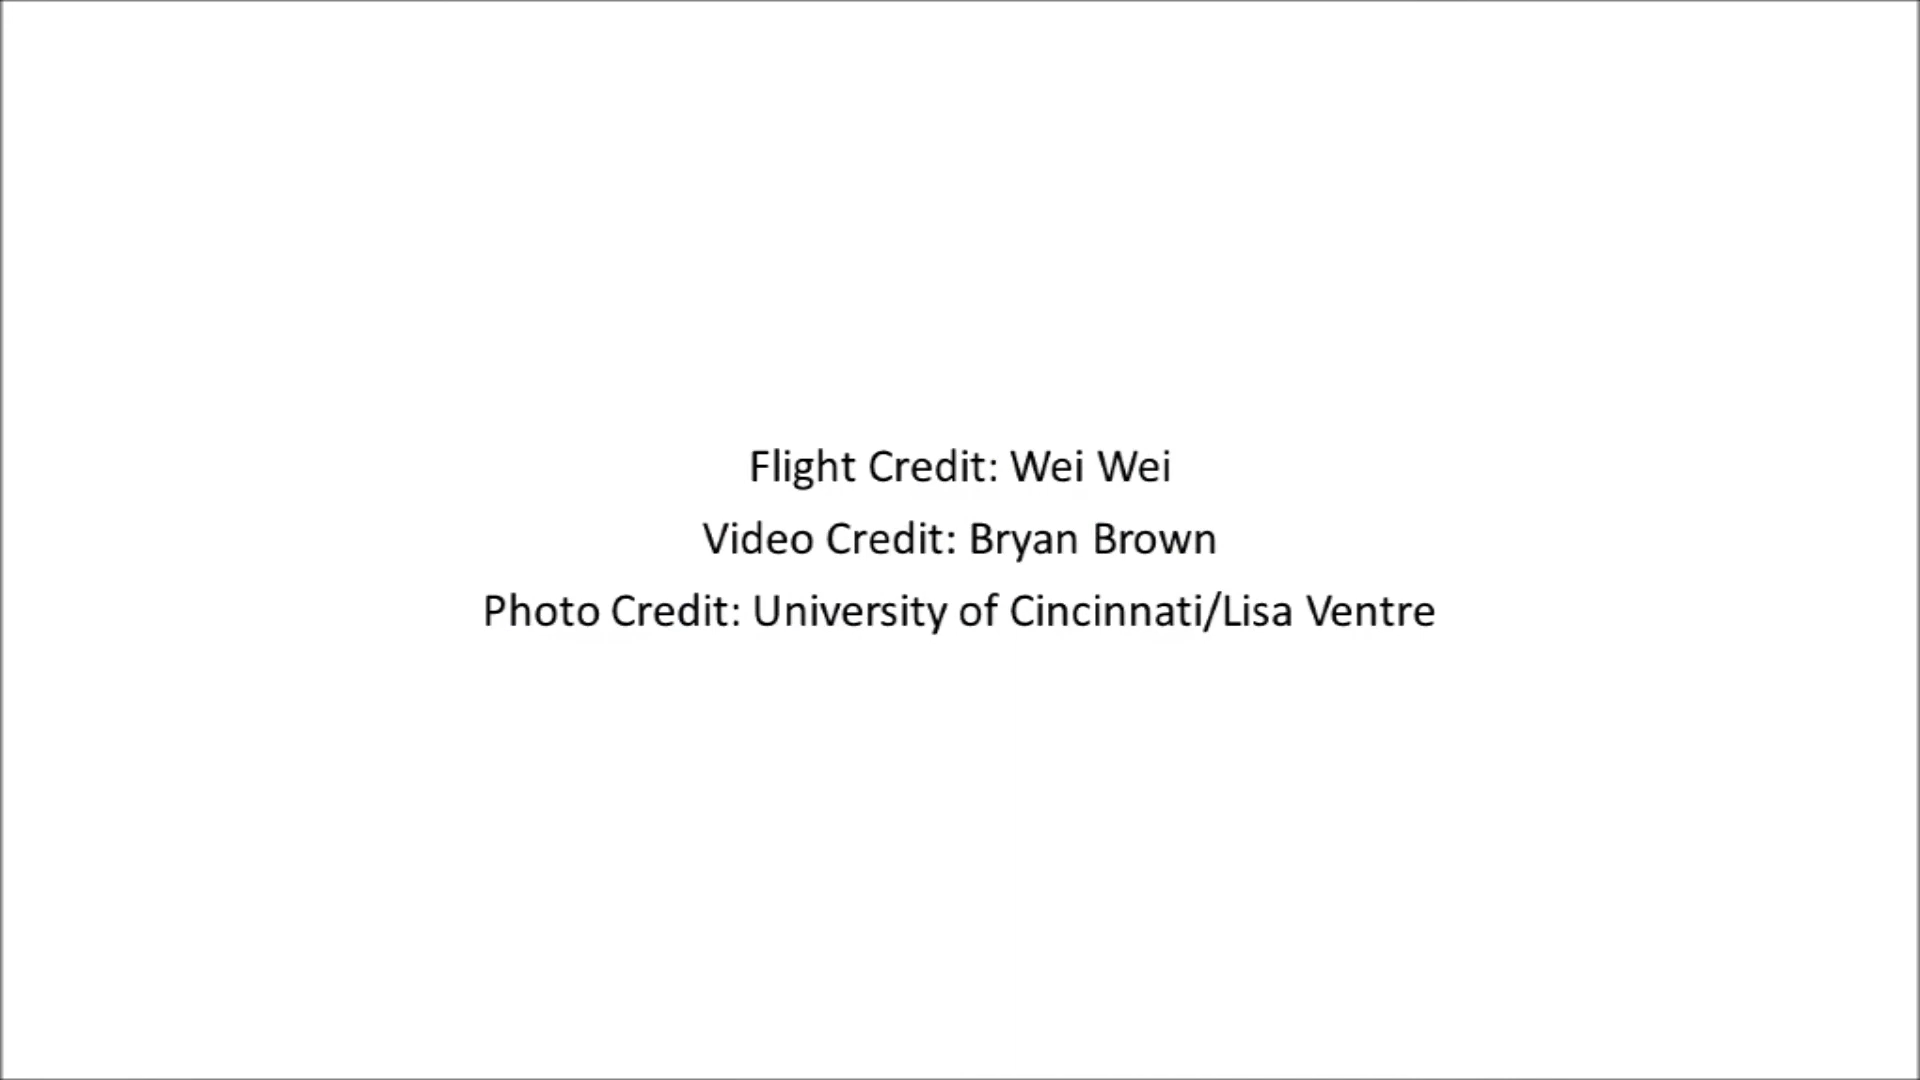 Flight Credit: Wei Wei
Video Credit: Bryan Brown
Photo Credit: University of Cincinnati/Lisa Ventre